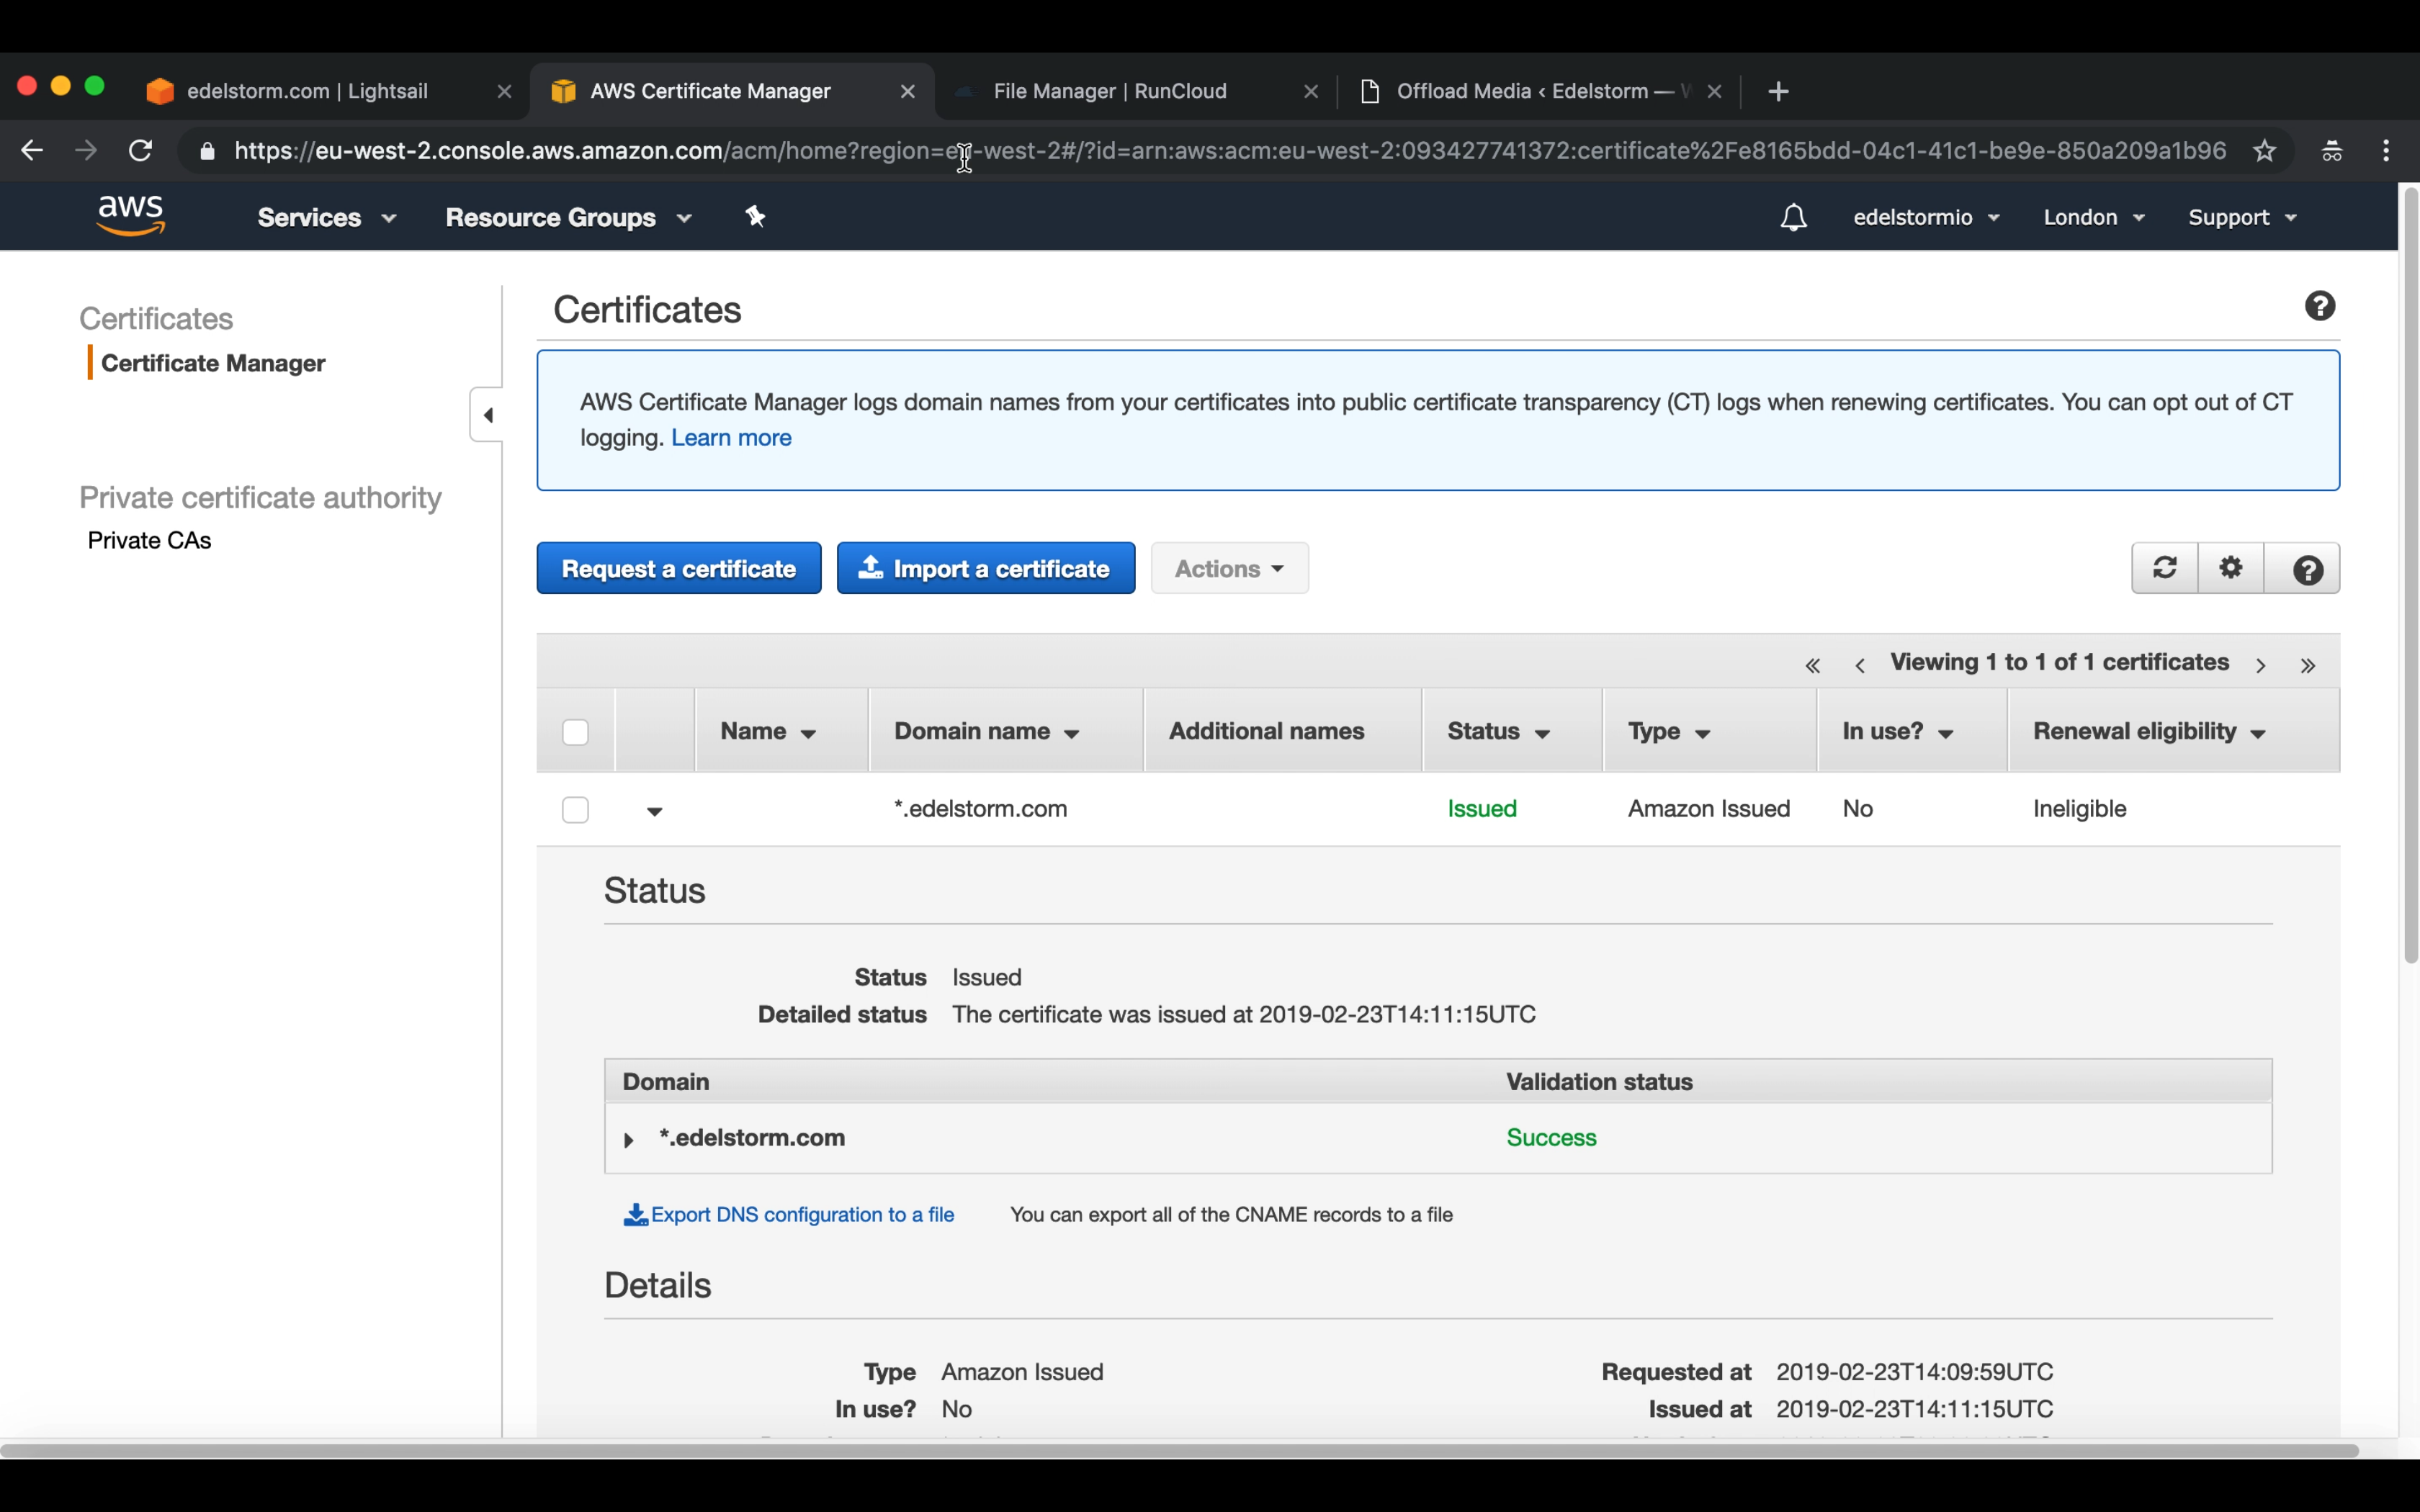 edelstorm.com | Lightsail
AWS Certificate Manager
File Manager | RunCloud
Offload Media ‹ Edelstorm —
https://eu-west-2.console.aws.amazon.com/acm/home?region=eu-west-2#/?id=arn:aws:acm:eu-west-2:093427741372:certificate%2Fe8165bdd-04c1-41c1-be9e-850a209a1b96
aws
Services
Resource Groups
edelstormio
London
Support
Certificates
Certificate Manager
Private certificate authority
Private CAs
Certificates
AWS Certificate Manager logs domain names from your certificates into public certificate transparency (CT) logs when renewing certificates. You can opt out of CT
logging. Learn more
Request a certificate
Import a certificate
Actions
Viewing 1 to 1 of 1 certificates
Name Domain name Additional names Status Type In use? Renewal eligibility
*.edelstorm.com Issued Amazon Issued No Ineligible
Status
Status Issued
Detailed status The certificate was issued at 2019-02-23T14:11:15UTC
Domain Validation status
*.edelstorm.com Success
Export DNS configuration to a file You can export all of the CNAME records to a file
Details
Type Amazon Issued Requested at 2019-02-23T14:09:59UTC
In use? No Issued at 2019-02-23T14:11:15UTC